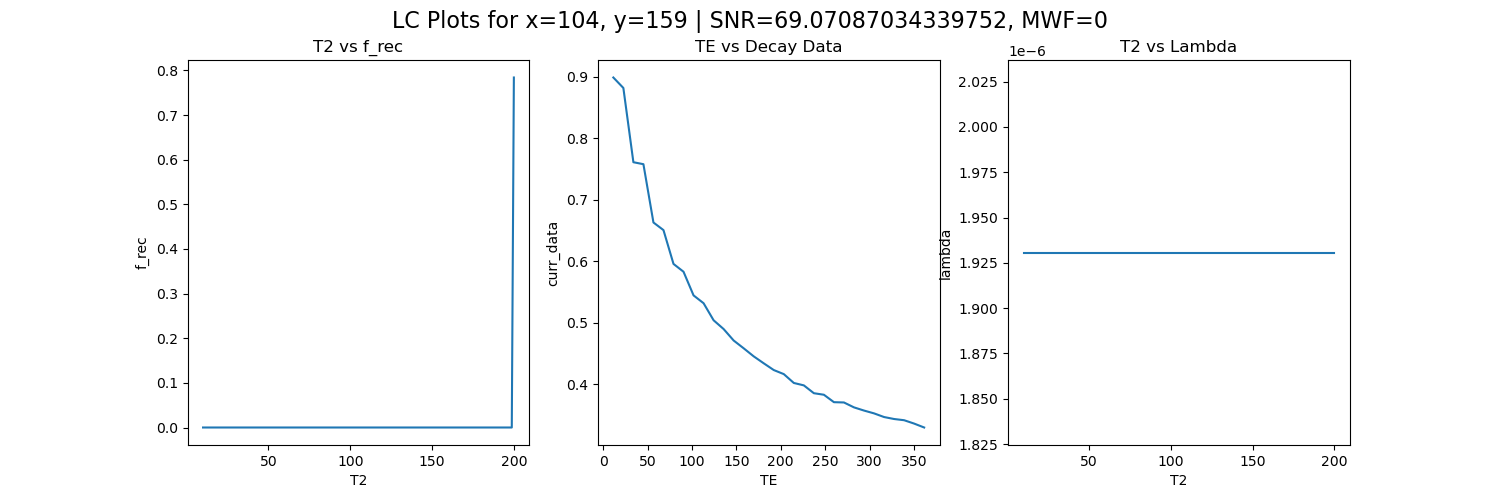 LC Plots for x=104, y=159 | SNR=69.07087034339752, MWF=0
T2 vs f_rec
0.8
0.7
0.6
0.5
0.4
0.3
0.2
0.1
0.0
f_rec
50 100 150 200
T2
TE vs Decay Data
0.9
0.8
0.7
0.6
0.5
0.4
curr_data
0 50 100 150 200 250 300 350
TE
T2 vs Lambda
1e−6
2.025
2.000
1.975
1.950
1.925
1.900
1.875
1.850
1.825
lambda
50 100 150 200
T2